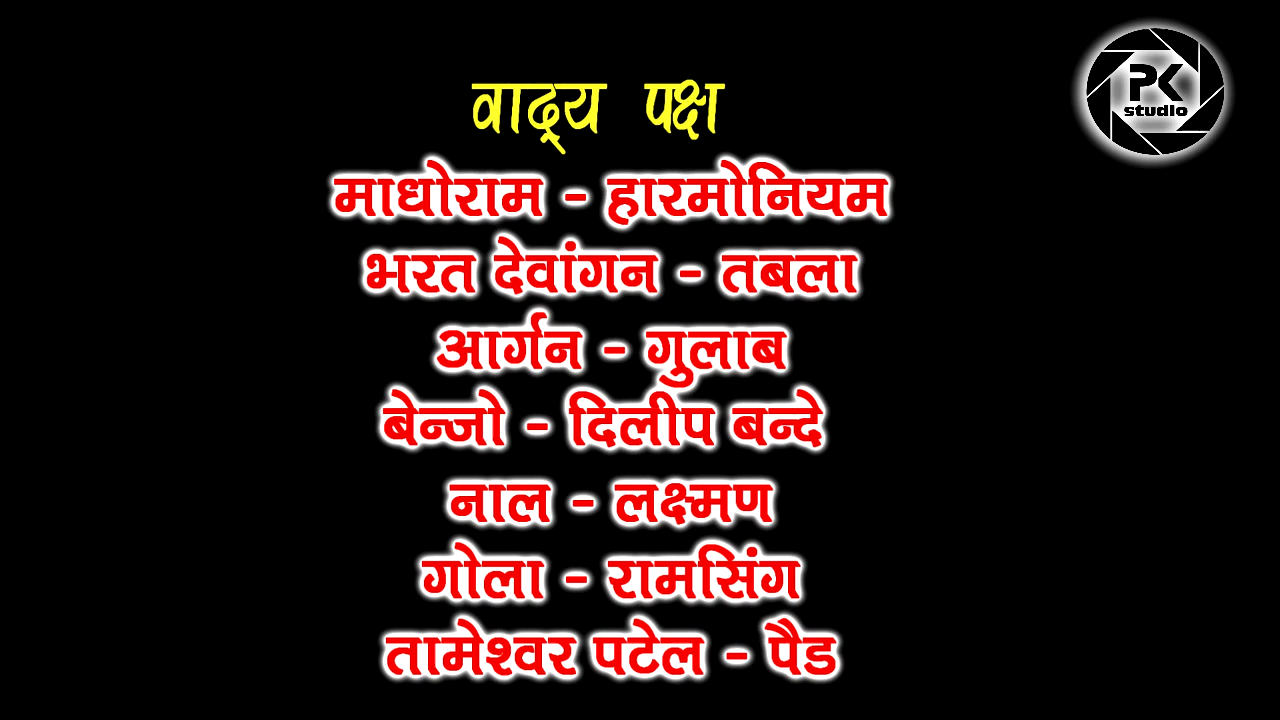 वाद्य पक्ष
PK
studio
माधोराम - हारमोनियम
भरत देवांगन - तबला
आर्गन - गुलाब
बेन्जो - दिलीप बन्दे
नाल - लक्ष्मण
गोला - रामसिंग
तामेश्वर पटेल - पैड